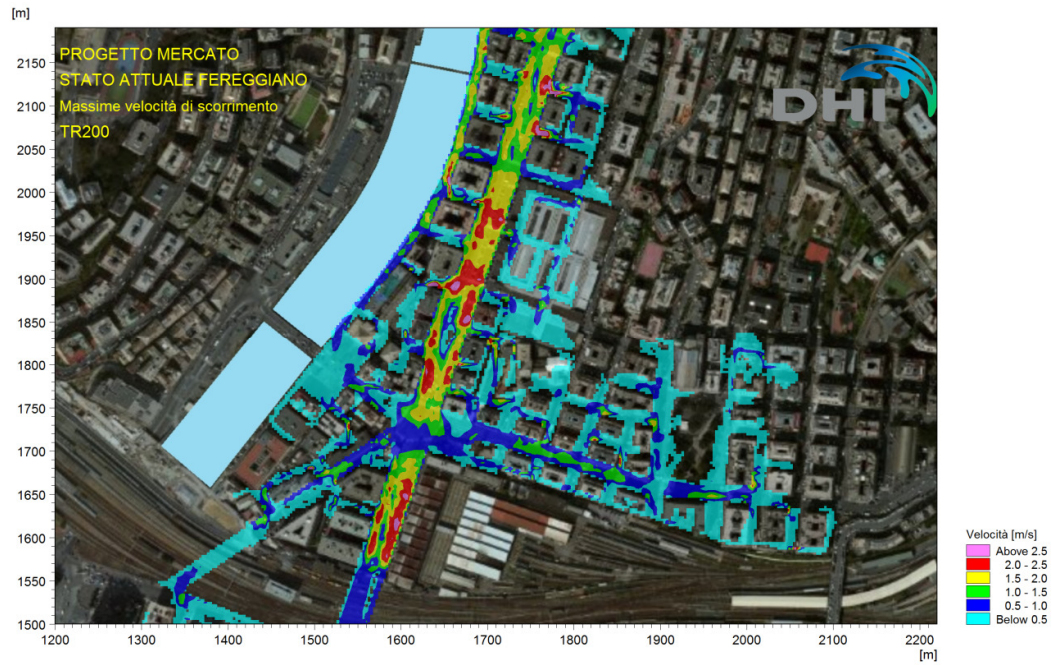 [m]
PROGETTO MERCATO
STATO ATTUALE FEREGGIANO
Massime velocità di scorrimento
TR200
DHI
2150
2100
2050
2000
1950
1900
1850
1800
1750
1700
1650
1600
1550
1500
1200 1300 1400 1500 1600 1700 1800 1900 2000 2100 2200
[m]
Velocità [m/s]
Above 2.5
2.0 - 2.5
1.5 - 2.0
1.0 - 1.5
0.5 - 1.0
Below 0.5